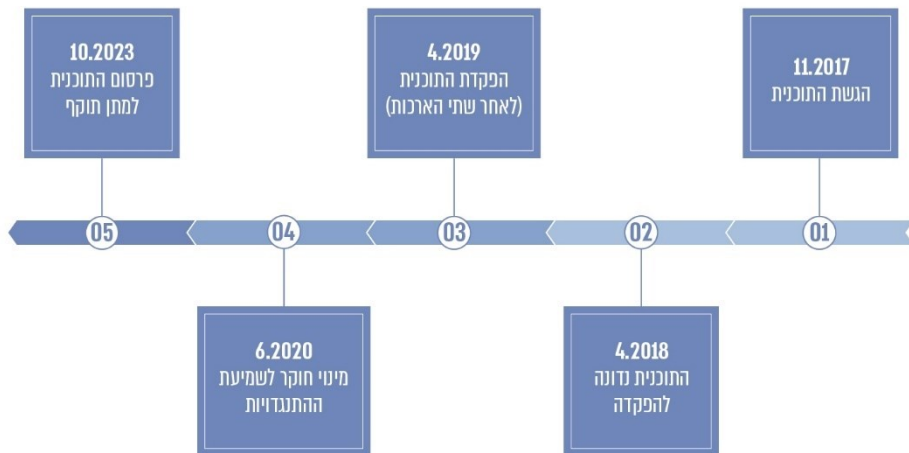 11.2017
הגשת התוכנית
4.2019
הפקדת התוכנית
(לאחר שתי הארכות)
10.2023
פרסום התוכנית
למתן תוקף
01
02
03
04
05
4.2018
התוכנית נדונה
להפקדה
6.2020
מינוי חוקר לשמיעת
ההתנגדויות